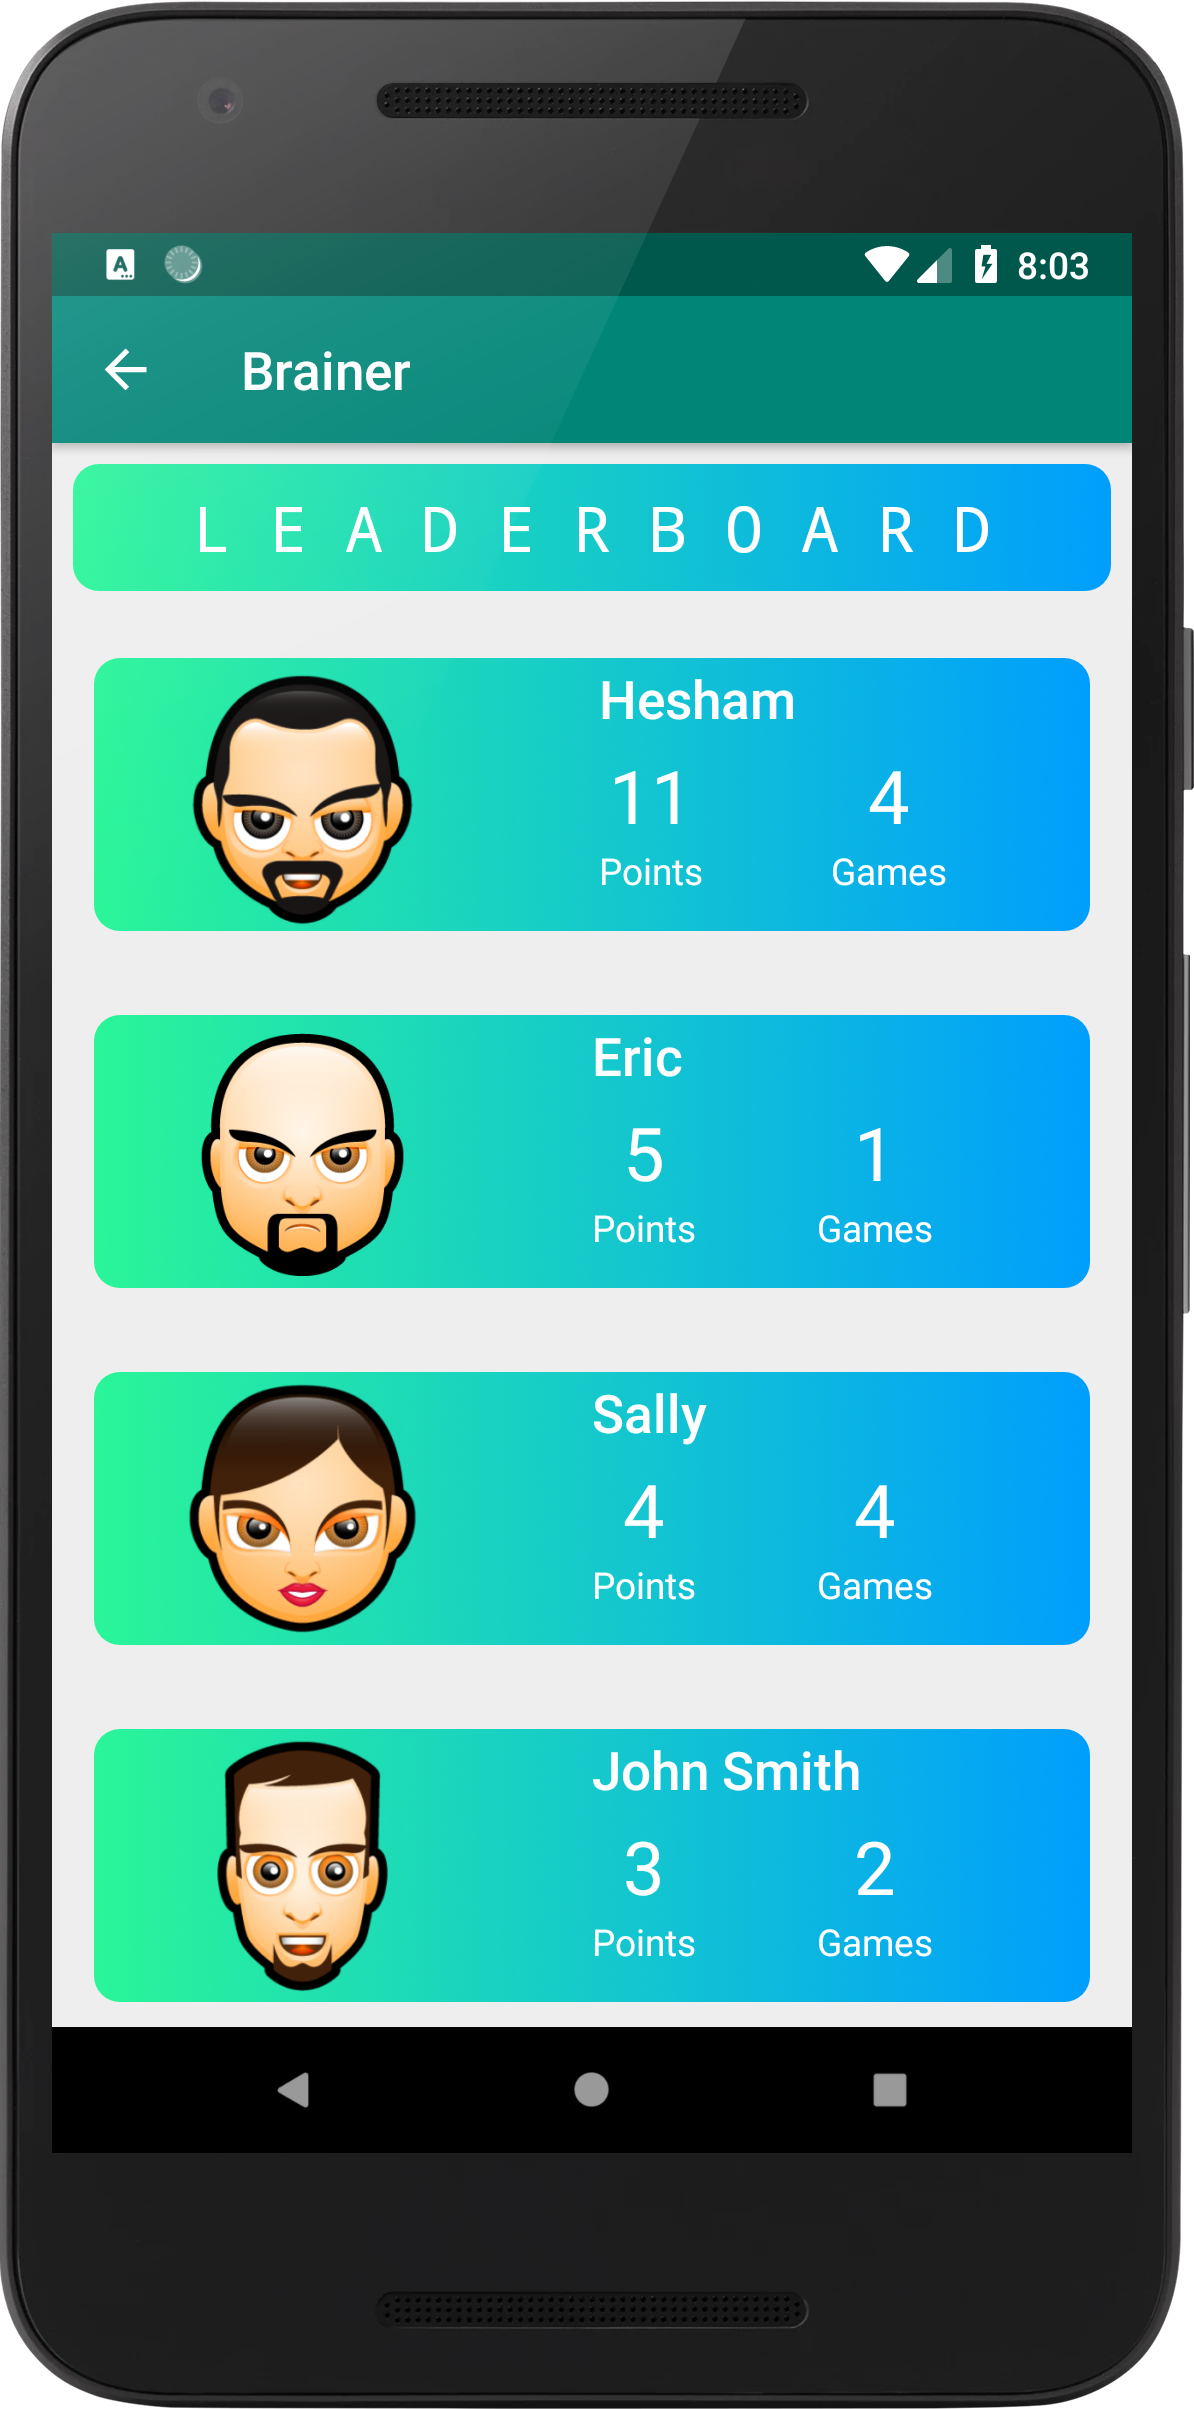 A 8:03
Brainer
LEADERBOARD
Hesham
11 4
Points Games
Eric
5 1
Points Games
Sally
4 4
Points Games
John Smith
3 2
Points Games